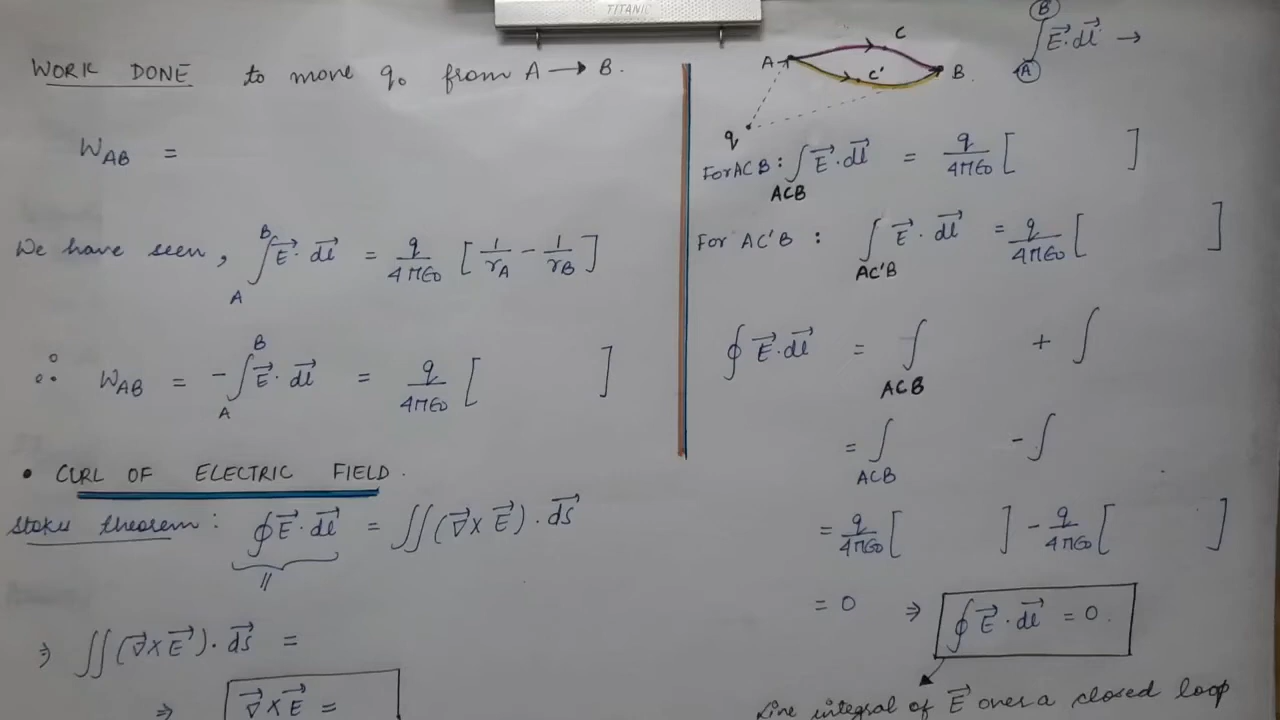 TITANIC
WORK DONE to move q₀ from A → B.
W_AB =
We have seen, ∫_A^B E⃗ · dl⃗ = q/4πε₀ [1/r_A − 1/r_B]
∴ W_AB = − ∫_A^B E⃗ · dl⃗ = q/4πε₀ [ ]
• CURL OF ELECTRIC FIELD.
Stokes theorem : ∮ E⃗ · dl⃗ = ∬ (∇⃗ × E⃗) · ds⃗
||
⇒ ∬ (∇⃗ × E⃗) · ds⃗ =
⇒ ∇⃗ × E⃗ =
A C C' B q
∫_A^B E⃗ · dl⃗ →
For ACB : ∫_ACB E⃗ · dl⃗ = q/4πε₀ [ ]
For AC'B : ∫_AC'B E⃗ · dl⃗ = q/4πε₀ [ ]
∮ E⃗ · dl⃗ = ∫_ACB + ∫
= ∫_ACB − ∫
= q/4πε₀ [ ] − q/4πε₀ [ ]
= 0 ⇒ ∮ E⃗ · dl⃗ = 0.
Line integral of E⃗ over a closed loop